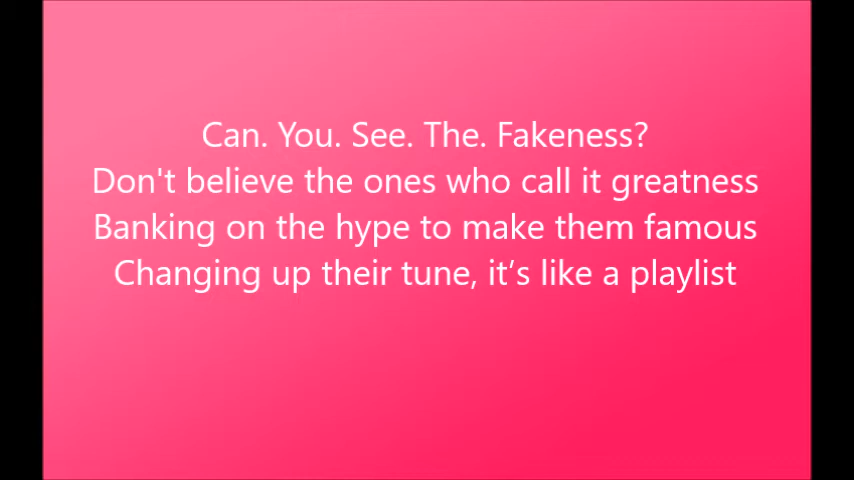 Can. You. See. The. Fakeness?
Don't believe the ones who call it greatness
Banking on the hype to make them famous
Changing up their tune, it’s like a playlist